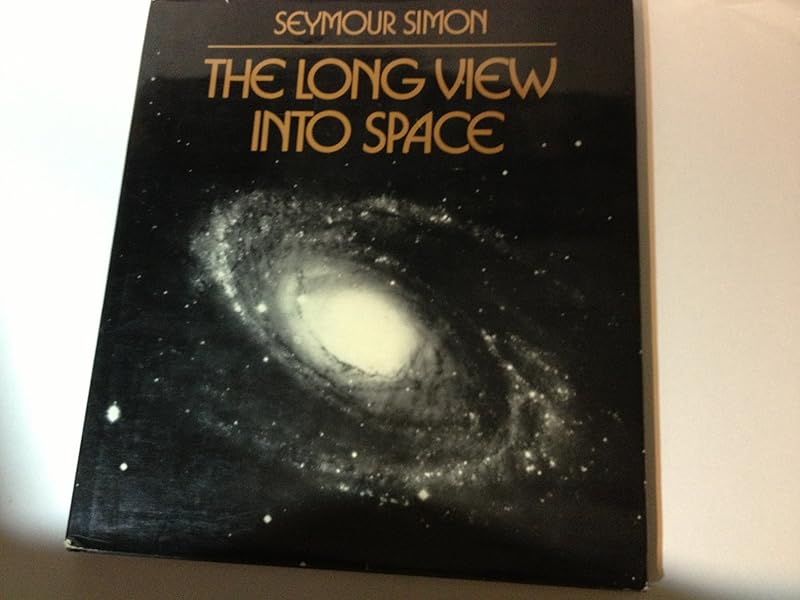 SEYMOUR SIMON
THE LONG VIEW
INTO SPACE